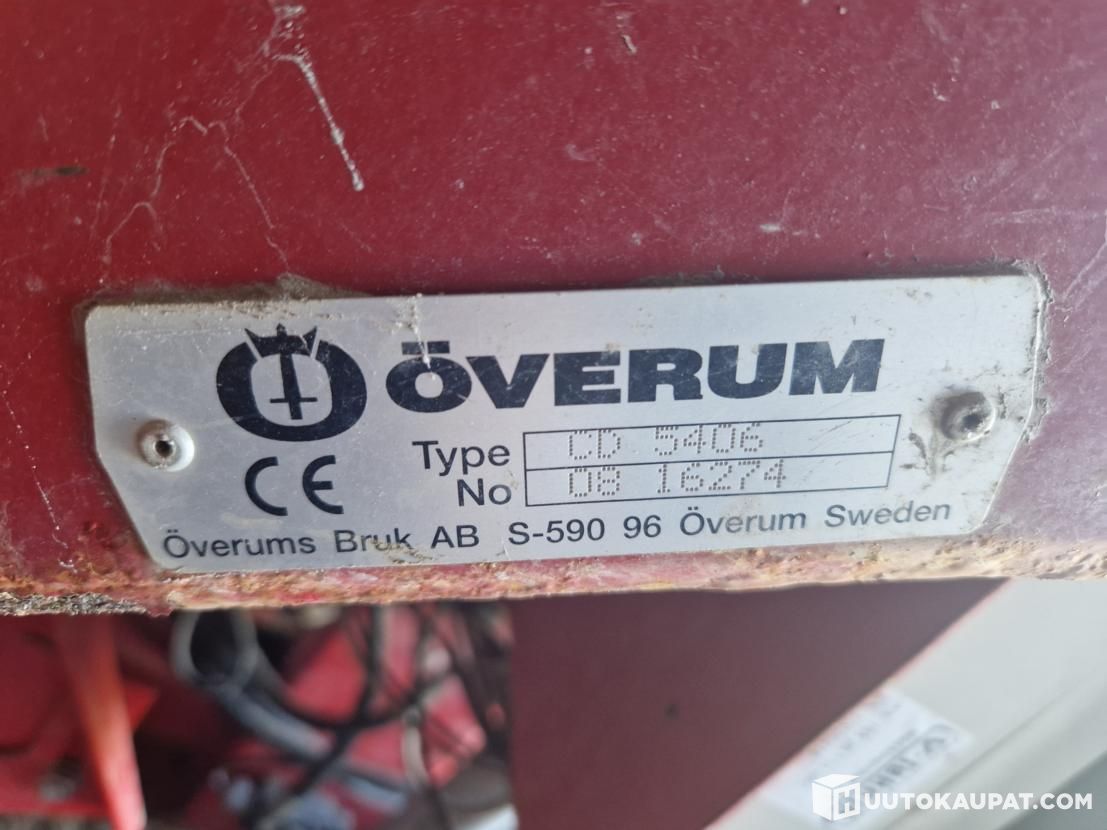 ÖVERUM
Type CD 5406
No 08 16274
CE
Överums Bruk AB S-590 96 Överum Sweden
HUUTOKAUPAT.COM